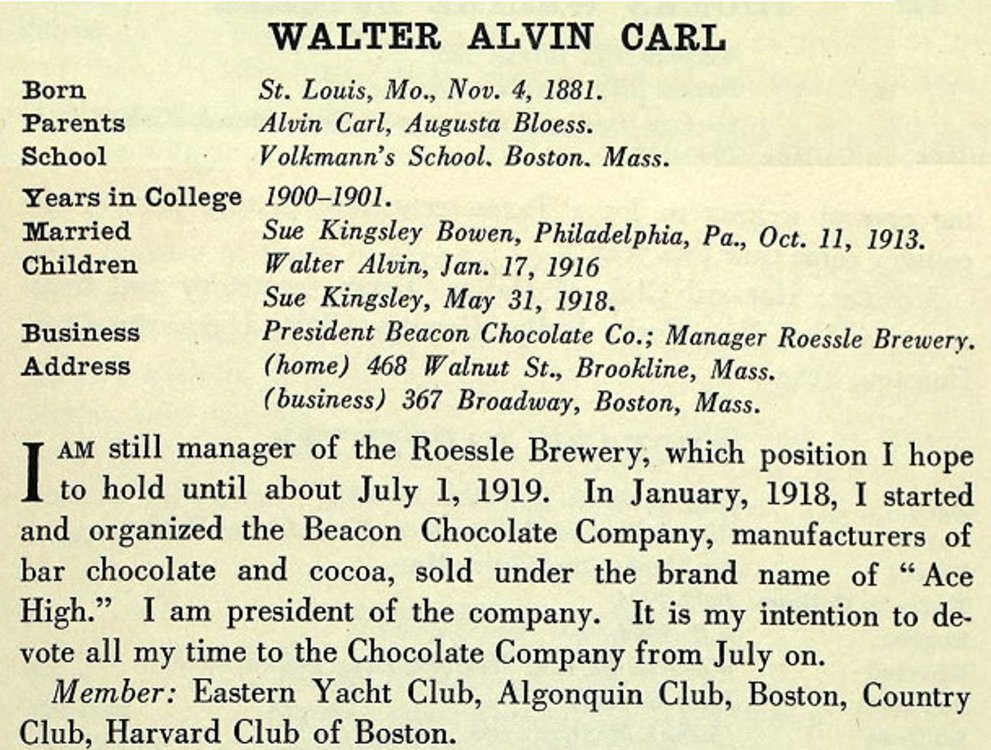 WALTER ALVIN CARL
Born St. Louis, Mo., Nov. 4, 1881.
Parents Alvin Carl, Augusta Bloess.
School Volkmann's School. Boston. Mass.
Years in College 1900–1901.
Married Sue Kingsley Bowen, Philadelphia, Pa., Oct. 11, 1913.
Children Walter Alvin, Jan. 17, 1916
Sue Kingsley, May 31, 1918.
Business President Beacon Chocolate Co.; Manager Roessle Brewery.
Address (home) 468 Walnut St., Brookline, Mass.
(business) 367 Broadway, Boston, Mass.
I AM still manager of the Roessle Brewery, which position I hope
to hold until about July 1, 1919. In January, 1918, I started
and organized the Beacon Chocolate Company, manufacturers of
bar chocolate and cocoa, sold under the brand name of “Ace
High.” I am president of the company. It is my intention to de-
vote all my time to the Chocolate Company from July on.
Member: Eastern Yacht Club, Algonquin Club, Boston, Country
Club, Harvard Club of Boston.